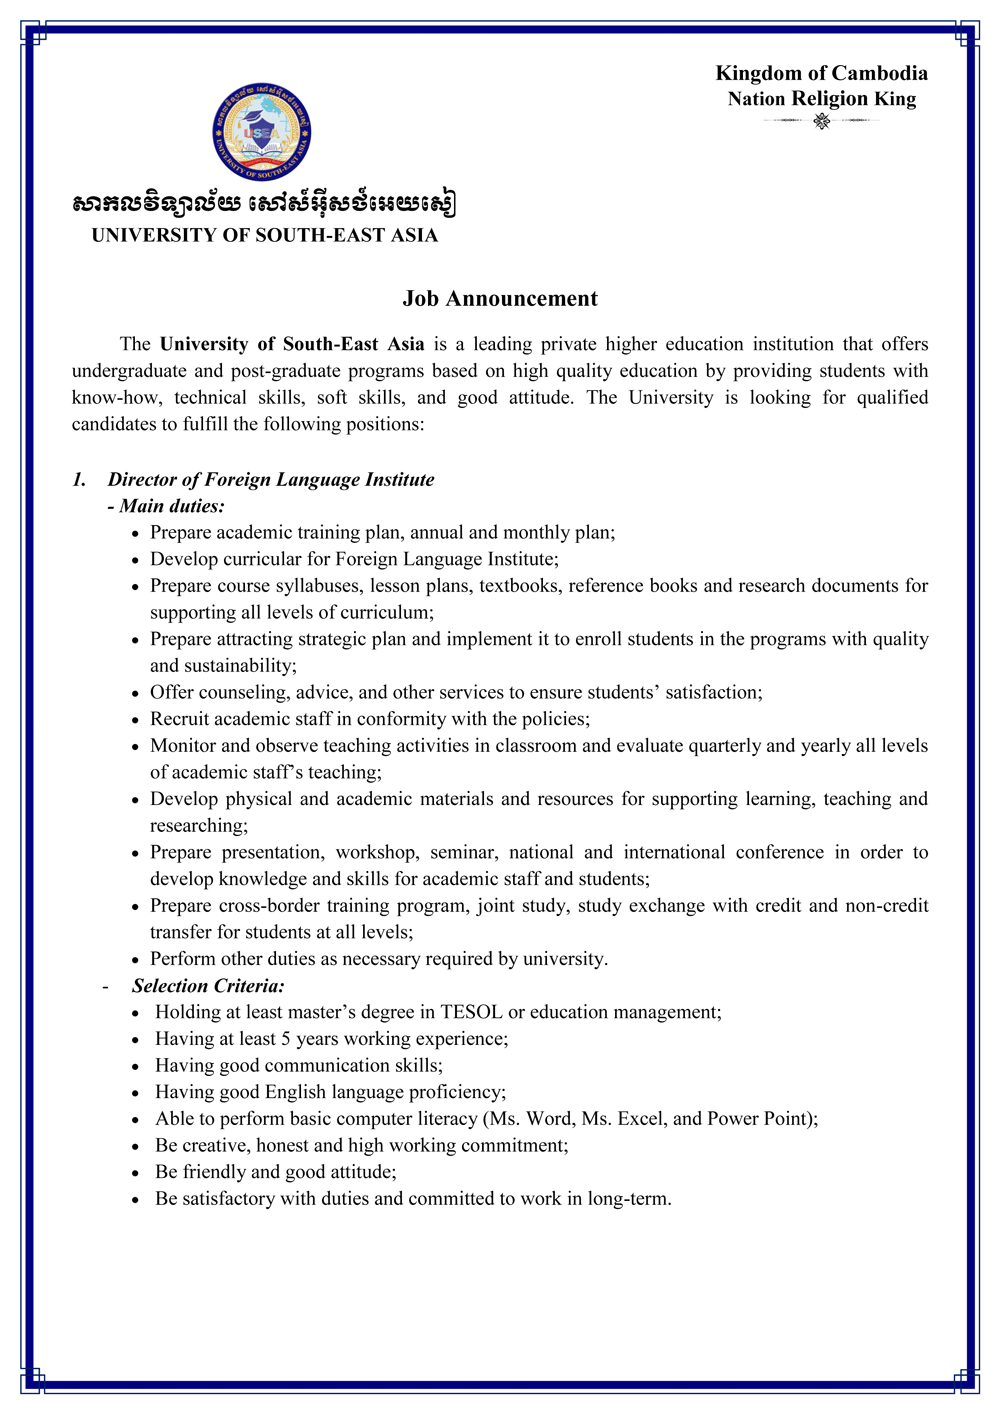 Kingdom of Cambodia
Nation Religion King
សាកលវិទ្យាល័យ សៅស៍អ៊ីសថ៍អេយសៀ
USEA
UNIVERSITY OF SOUTH-EAST ASIA
UNIVERSITY OF SOUTH-EAST ASIA
Job Announcement
The University of South-East Asia is a leading private higher education institution that offers
undergraduate and post-graduate programs based on high quality education by providing students with
know-how, technical skills, soft skills, and good attitude. The University is looking for qualified
candidates to fulfill the following positions:
1. Director of Foreign Language Institute
- Main duties:
• Prepare academic training plan, annual and monthly plan;
• Develop curricular for Foreign Language Institute;
• Prepare course syllabuses, lesson plans, textbooks, reference books and research documents for
supporting all levels of curriculum;
• Prepare attracting strategic plan and implement it to enroll students in the programs with quality
and sustainability;
• Offer counseling, advice, and other services to ensure students’ satisfaction;
• Recruit academic staff in conformity with the policies;
• Monitor and observe teaching activities in classroom and evaluate quarterly and yearly all levels
of academic staff’s teaching;
• Develop physical and academic materials and resources for supporting learning, teaching and
researching;
• Prepare presentation, workshop, seminar, national and international conference in order to
develop knowledge and skills for academic staff and students;
• Prepare cross-border training program, joint study, study exchange with credit and non-credit
transfer for students at all levels;
• Perform other duties as necessary required by university.
- Selection Criteria:
• Holding at least master’s degree in TESOL or education management;
• Having at least 5 years working experience;
• Having good communication skills;
• Having good English language proficiency;
• Able to perform basic computer literacy (Ms. Word, Ms. Excel, and Power Point);
• Be creative, honest and high working commitment;
• Be friendly and good attitude;
• Be satisfactory with duties and committed to work in long-term.